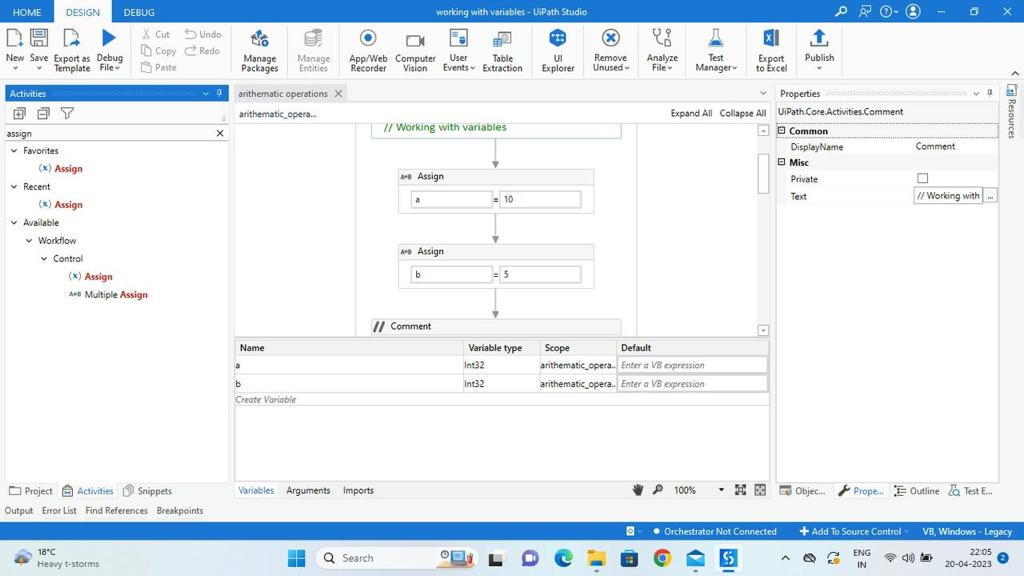 HOME
DESIGN
DEBUG
working with variables - UiPath Studio
New
Save
Export as Template
Debug File
Cut
Copy
Paste
Undo
Redo
Manage Packages
Manage Entities
App/Web Recorder
Computer Vision
User Events
Table Extraction
UI Explorer
Remove Unused
Analyze File
Test Manager
Export to Excel
Publish
Activities
assign
Favorites
(x) Assign
Recent
(x) Assign
Available
Workflow
Control
(x) Assign
A*B Multiple Assign
arithematic operations
arithematic_opera...
Expand All Collapse All
// Working with variables
A*B Assign
a = 10
A*B Assign
b = 5
// Comment
Name Variable type Scope Default
a Int32 arithematic_opera.. Enter a VB expression
b Int32 arithematic_opera.. Enter a VB expression
Create Variable
Variables Arguments Imports
100%
Properties
UiPath.Core.Activities.Comment
Common
DisplayName Comment
Misc
Private
Text // Working with ...
Resources
Project Activities Snippets
Objec... Prope... Outline Test E...
Output Error List Find References Breakpoints
Orchestrator Not Connected
Add To Source Control
VB, Windows - Legacy
18°C
Heavy t-storms
Search
ENG
IN
22:05
20-04-2023
2